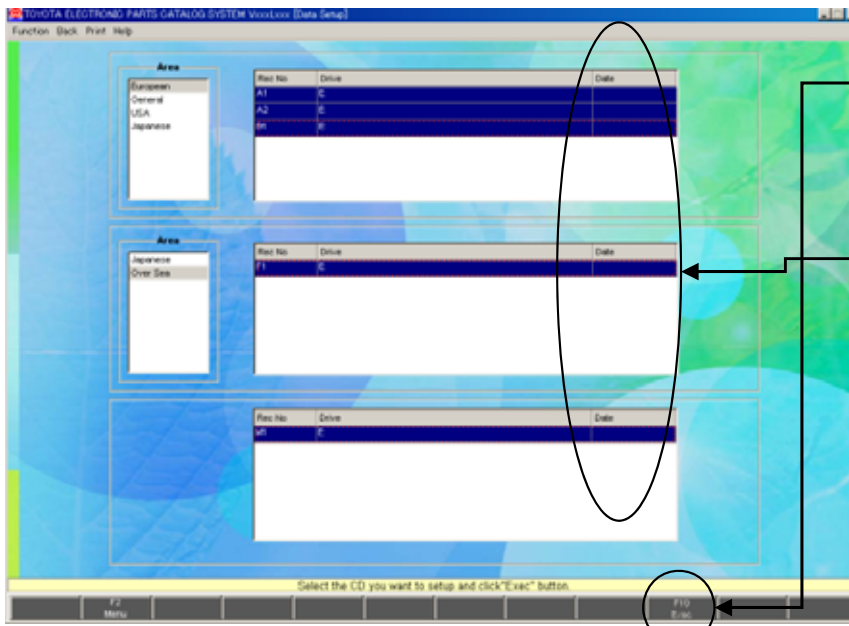 TOYOTA ELECTRONIC PARTS CATALOG SYSTEM VxxxLxxx [Data Setup]
Function Back Print Help
Area
European
General
USA
Japanese
Rec No Drive Date
A1 E
A2 E
B1 E
Area
Japanese
Over Sea
Rec No Drive Date
F1 E
Rec No Drive Date
E
Select the CD you want to setup and click"Exec" button.
F2 F10
Menu Exec